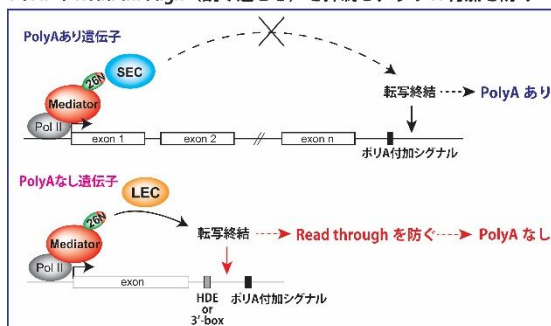 PolyAあり遺伝子
26N
SEC
Mediator
Pol II
転写終結
PolyA あり
exon 1
exon 2
exon n
ポリA付加シグナル
PolyAなし遺伝子
26N
LEC
Mediator
Pol II
転写終結
Read through を防ぐ
PolyA なし
exon
HDE
or
3'-box
ポリA付加シグナル